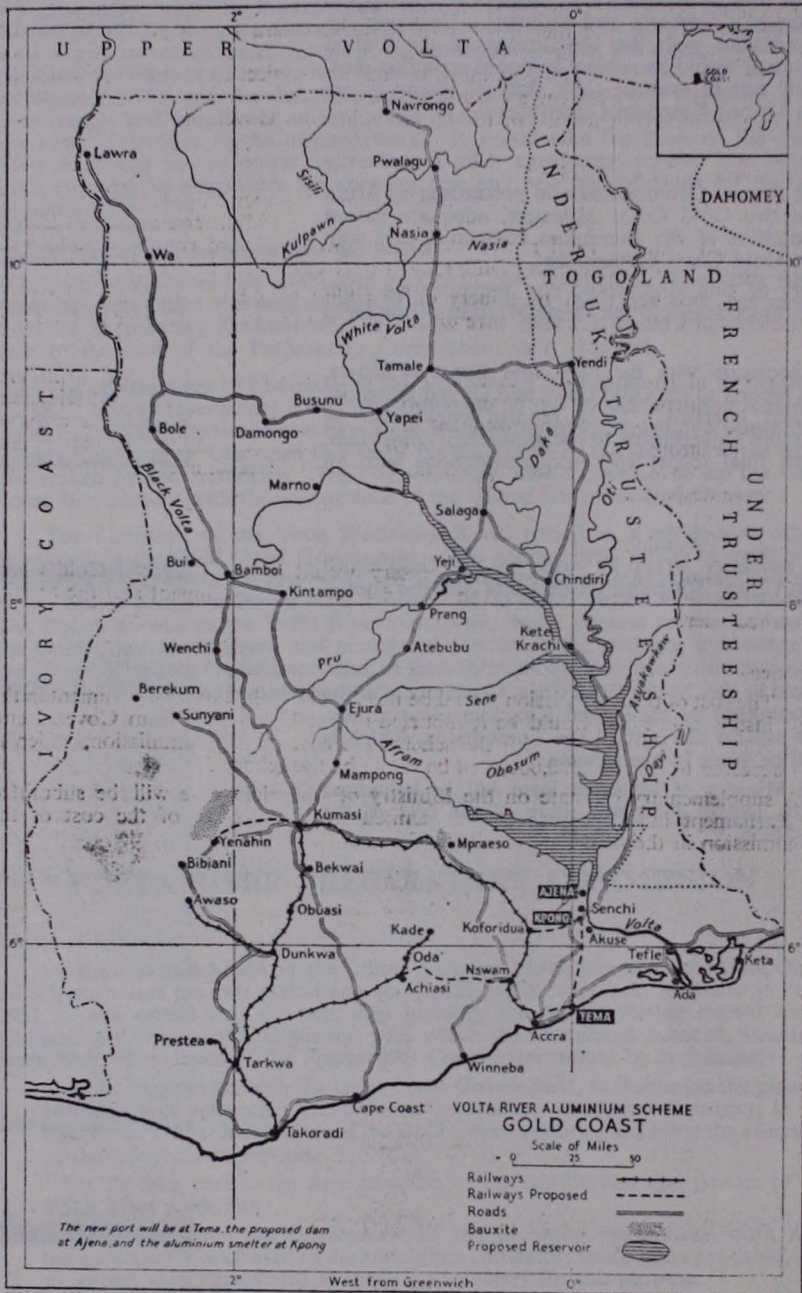 2°
0°
UPPER VOLTA
GOLD COAST
Navrongo
Lawra
Pwalagu
UNDER U.K. TRUSTEESHIP
DAHOMEY
Sisili
Kulpawn
Nasia
Nasia
Wa
10°
TOGOLAND
FRENCH UNDER TRUSTEESHIP
White Volta
Tamale
Yendi
Busunu
Yapei
Damongo
Bole
IVORY COAST
Black Volta
Daka
Oti
Marno
Salaga
Bui
Bamboi
Yeji
Chindiri
Kintampo
8°
8°
Prang
Wenchi
Atebubu
Kete Krachi
Pru
Asukawkaw
Berekum
Sene
Sunyani
Ejura
Afram
Obosum
Dayi
Mampong
Kumasi
Yenahin
Mpraeso
Bibiani
Bekwai
AJENA
Awaso
Obuasi
KPONG
Senchi
Kade
Koforidua
Akuse
Volta
6°
6°
Dunkwa
Oda
Tefle
Keta
Achiasi
Nswam
Ada
TEMA
Prestea
Accra
Tarkwa
Winneba
Cape Coast
Takoradi
VOLTA RIVER ALUMINIUM SCHEME
GOLD COAST
Scale of Miles
0 25 50
Railways
Railways Proposed
Roads
Bauxite
Proposed Reservoir
The new port will be at Tema, the proposed dam
at Ajena, and the aluminium smelter at Kpong
2°
West from Greenwich
0°